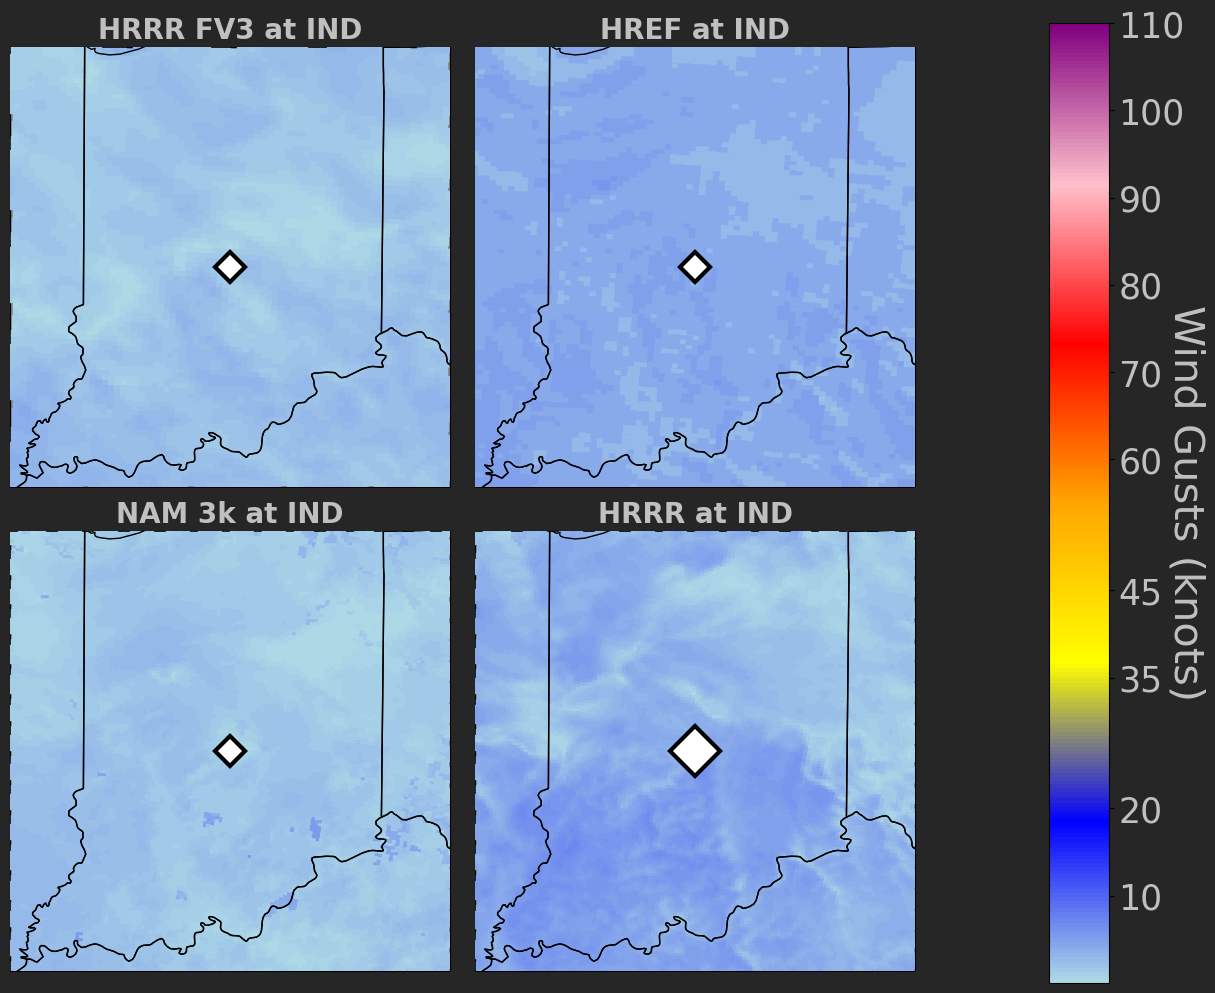 HRRR FV3 at IND
HREF at IND
NAM 3k at IND
HRRR at IND
110
100
90
80
70
60
45
35
20
10
Wind Gusts (knots)